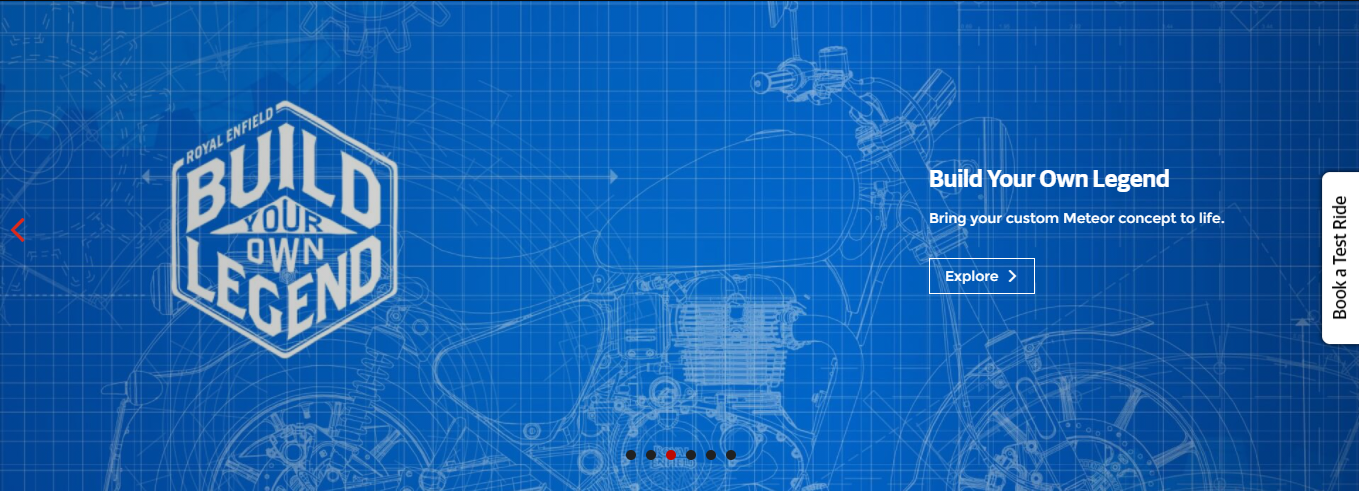 ROYAL ENFIELD
BUILD
YOUR
OWN
LEGEND
Build Your Own Legend
Bring your custom Meteor concept to life.
Explore
Book a Test Ride